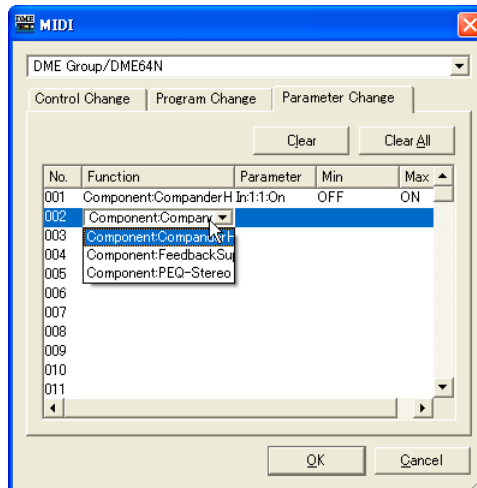 DME MIDI
DME Group/DME64N
Control Change Program Change Parameter Change
Clear Clear All
No. Function Parameter Min Max
001 Component:CompanderH In:1:1:On OFF ON
002 Component:Compan
003 Component:CompanderH
004 Component:FeedbackSu
005 Component:PEQ-Stereo
006
007
008
009
010
011
OK Cancel